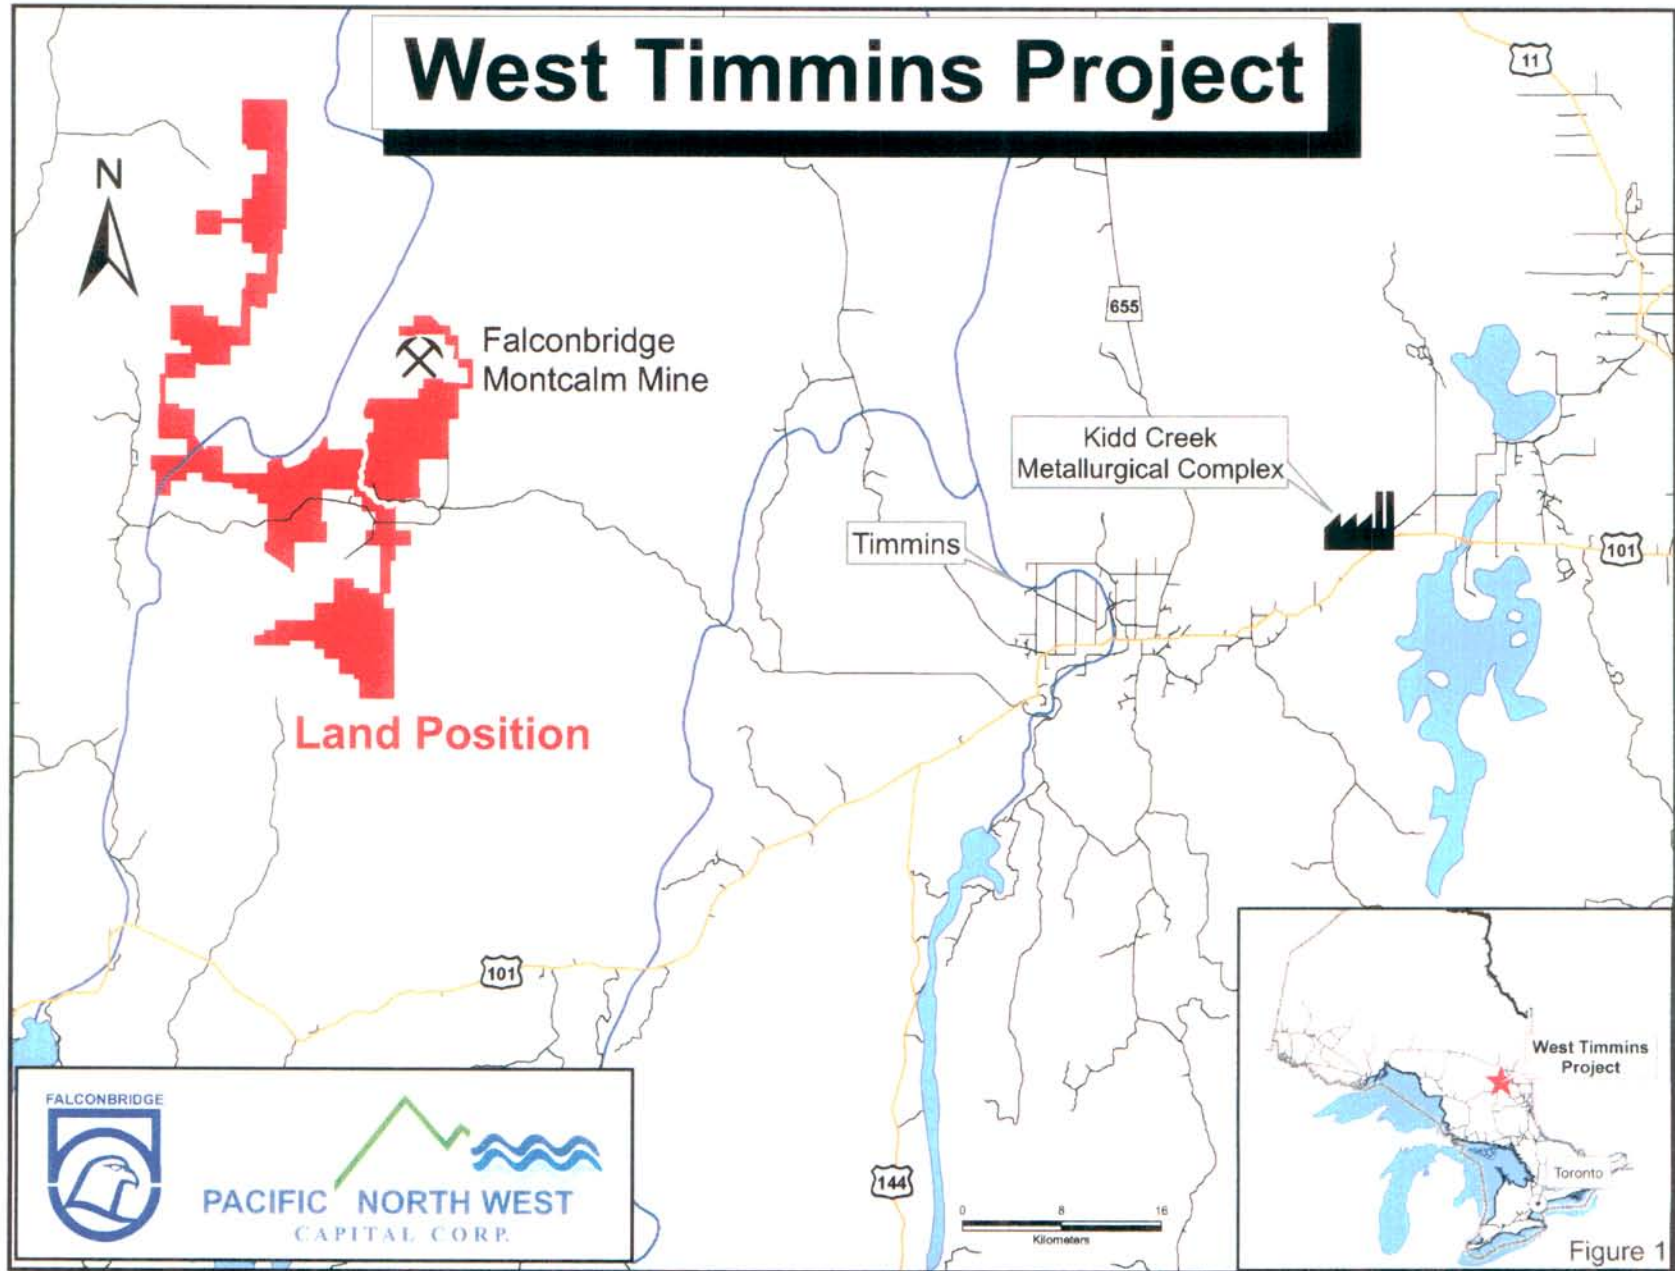 West Timmins Project
11
N
655
Falconbridge
Montcalm Mine
Kidd Creek
Metallurgical Complex
Timmins
101
Land Position
101
144
0 8 16
Kilometers
FALCONBRIDGE
PACIFIC NORTH WEST
CAPITAL CORP.
West Timmins
Project
Toronto
Figure 1